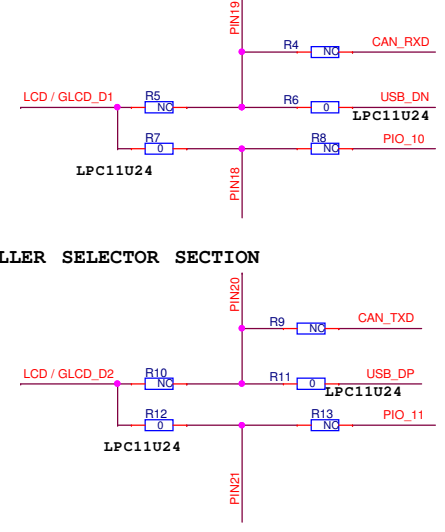 PIN19
R4 NC CAN_RXD
LCD / GLCD_D1 R5 NC R6 0 USB_DN
LPC11U24
R7 0 R8 NC PIO_10
LPC11U24
PIN18
LLER SELECTOR SECTION
PIN20
R9 NC CAN_TXD
LCD / GLCD_D2 R10 NC R11 0 USB_DP
LPC11U24
R12 0 R13 NC PIO_11
LPC11U24
PIN21